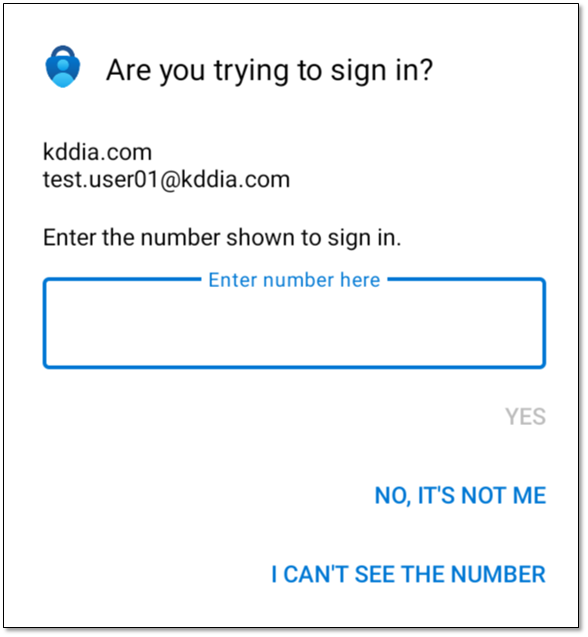 Are you trying to sign in?
kddia.com
test.user01@kddia.com
Enter the number shown to sign in.
Enter number here
YES
NO, IT'S NOT ME
I CAN'T SEE THE NUMBER